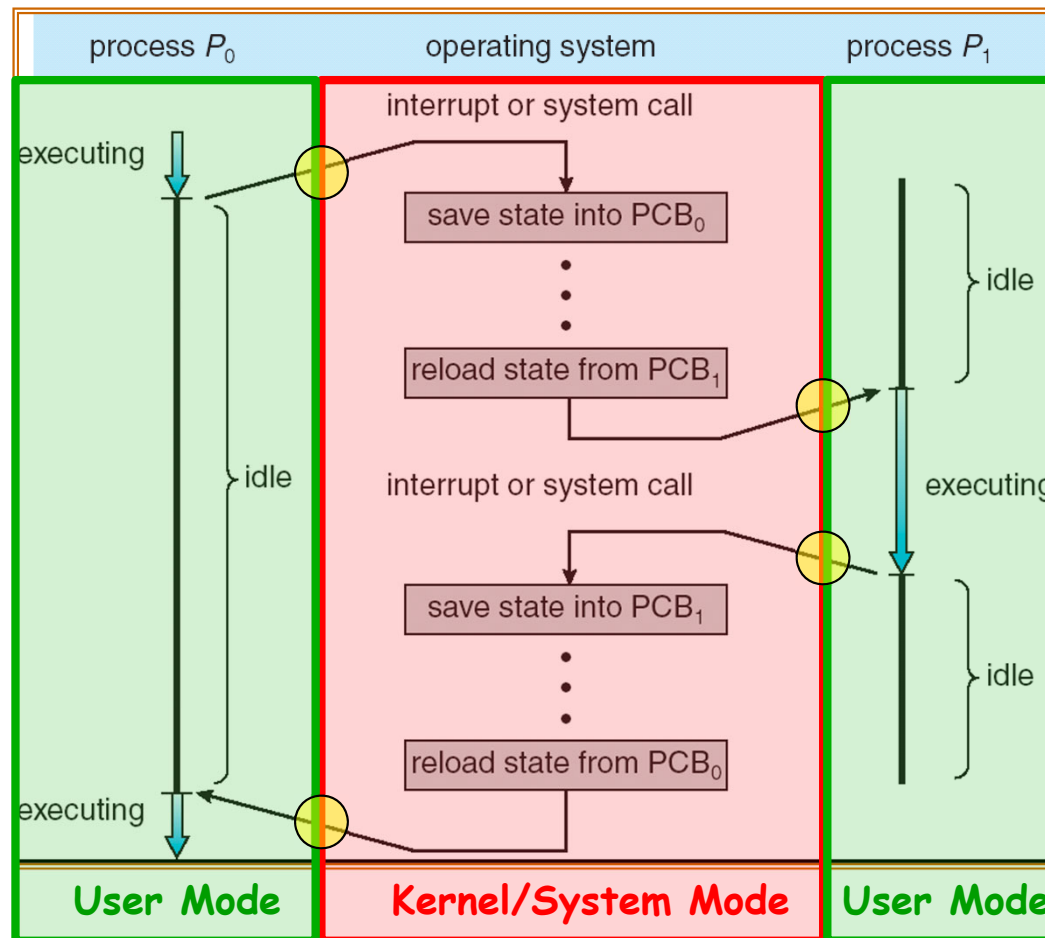 process P₀ operating system process P₁
interrupt or system call
executing
save state into PCB₀
idle
reload state from PCB₁
idle
interrupt or system call
executing
save state into PCB₁
idle
reload state from PCB₀
executing
User Mode Kernel/System Mode User Mode